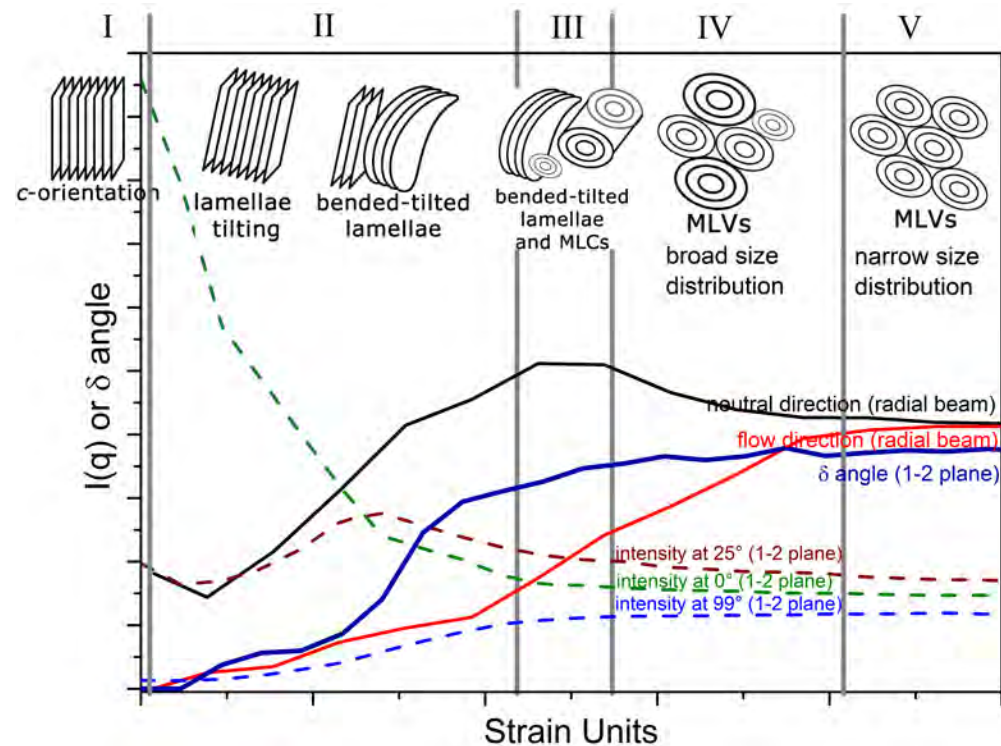 I II III IV V
c-orientation
lamellae
tilting
bended-tilted
lamellae
bended-tilted
lamellae
and MLCs
MLVs
broad size
distribution
MLVs
narrow size
distribution
I(q) or δ angle
neutral direction (radial beam)
flow direction (radial beam)
δ angle (1-2 plane)
intensity at 25° (1-2 plane)
intensity at 0° (1-2 plane)
intensity at 99° (1-2 plane)
Strain Units